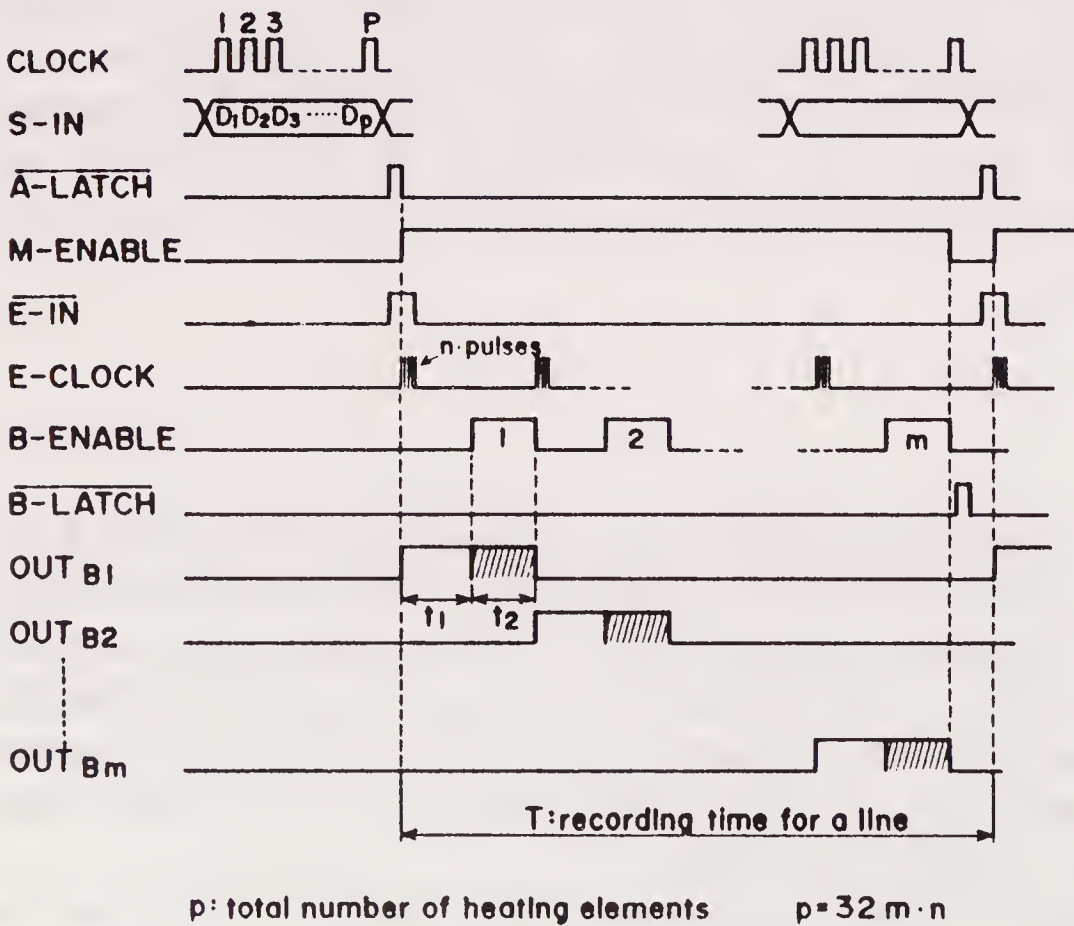 1 2 3 P
CLOCK
S-IN D1 D2 D3 ····· Dp
A-LATCH
M-ENABLE
E-IN
n·pulses
E-CLOCK
B-ENABLE 1 2 m
B-LATCH
OUT B1
t1 t2
OUT B2
OUT Bm
T:recording time for a line
p: total number of heating elements p=32 m·n